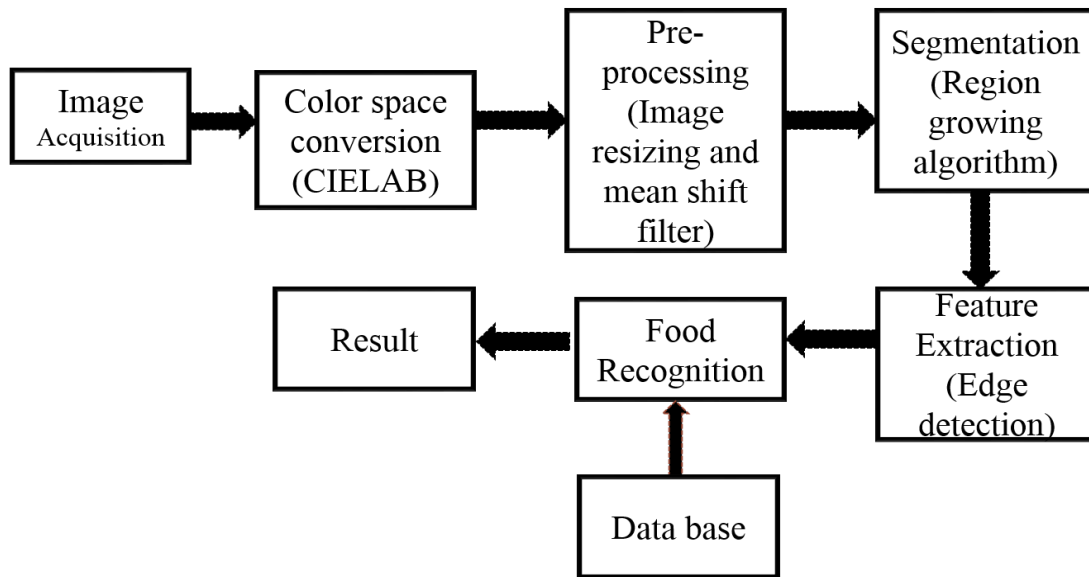 Image
Acquisition
Color space
conversion
(CIELAB)
Pre-
processing
(Image
resizing and
mean shift
filter)
Segmentation
(Region
growing
algorithm)
Feature
Extraction
(Edge
detection)
Food
Recognition
Result
Data base